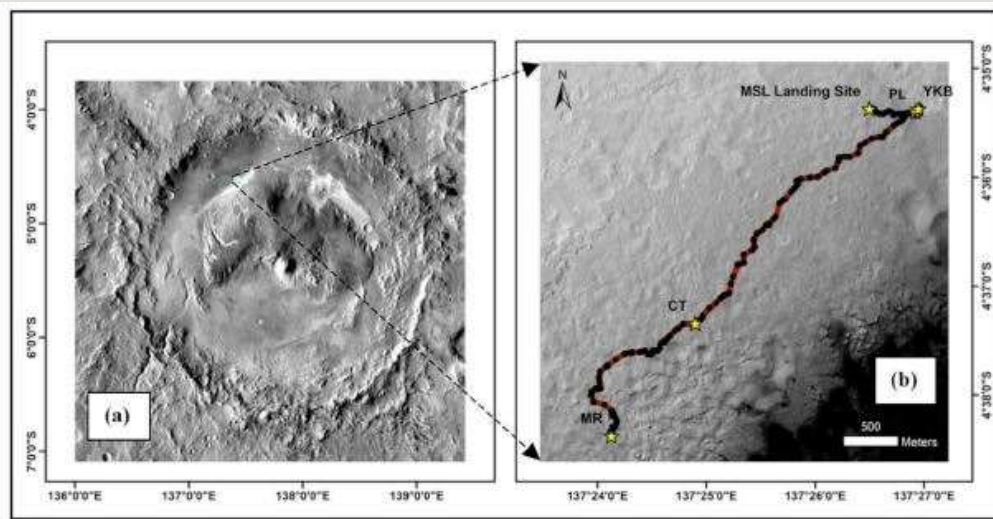 4°0'0"S
5°0'0"S
6°0'0"S
7°0'0"S
(a)
136°0'0"E
137°0'0"E
138°0'0"E
139°0'0"E
N
MSL Landing Site
PL
YKB
CT
MR
(b)
500
Meters
4°35'0"S
4°36'0"S
4°37'0"S
4°38'0"S
137°24'0"E
137°25'0"E
137°26'0"E
137°27'0"E